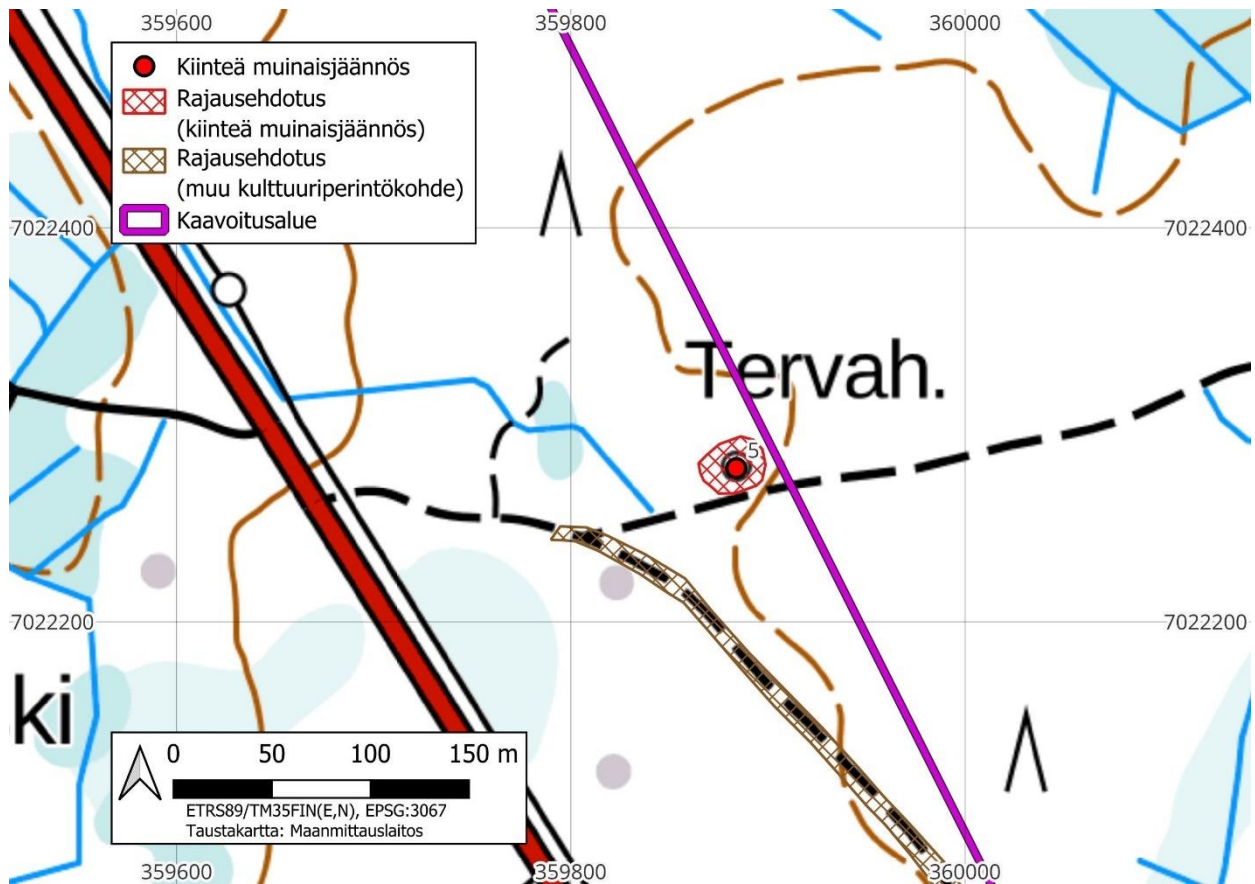 359600
359800
360000
Kiinteä muinaisjäännös
Rajausehdotus
(kiinteä muinaisjäännös)
Rajausehdotus
(muu kulttuuriperintökohde)
Kaavoitusalue
7022400
7022400
Tervah.
5
7022200
7022200
ki
0 50 100 150 m
ETRS89/TM35FIN(E,N), EPSG:3067
Taustakartta: Maanmittauslaitos
359600
359800
360000